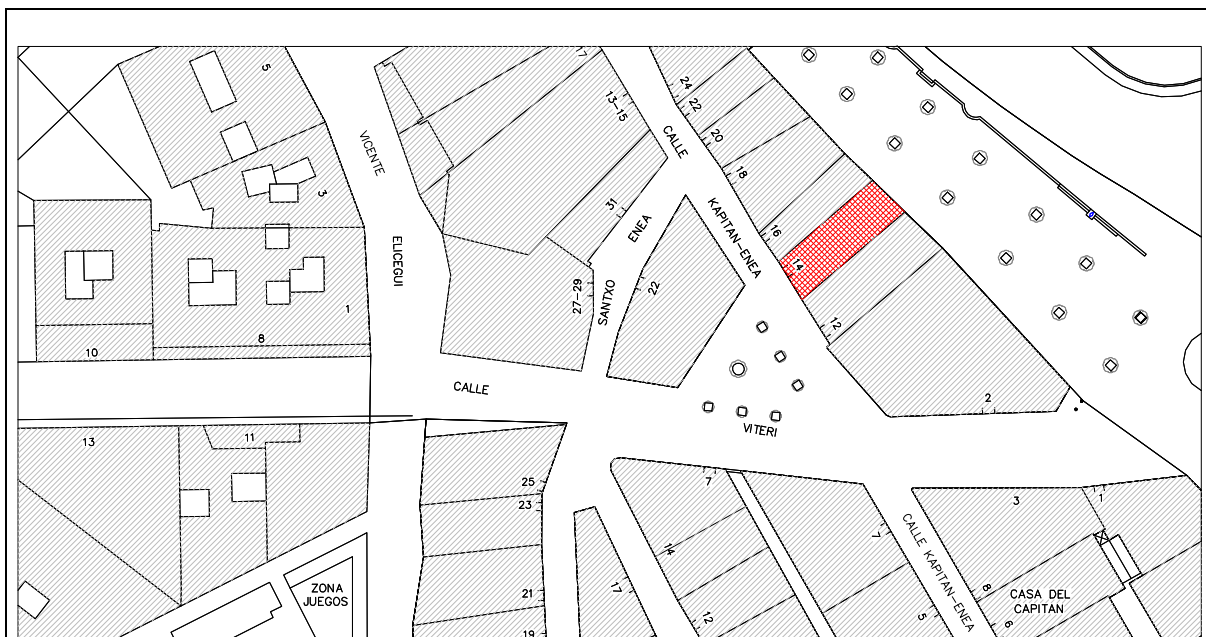 5
17
13-15
24
22
20
18
16
14
12
CALLE
KAPITAN-ENEA
VICENTE
ELICEGUI
3
1
8
10
31
ENEA
SANTXO
27-29
22
2
CALLE
VITERI
13
11
25
23
21
19
7
14
12
17
7
5
CALLE KAPITAN-ENEA
3
1
8
6
CASA DEL
CAPITAN
ZONA
JUEGOS